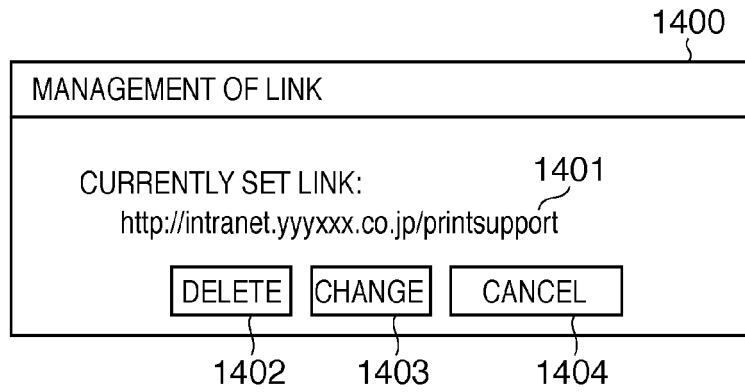 1400
MANAGEMENT OF LINK
CURRENTLY SET LINK:
1401
http://intranet.yyyxxx.co.jp/printsupport
DELETE CHANGE CANCEL
1402 1403 1404